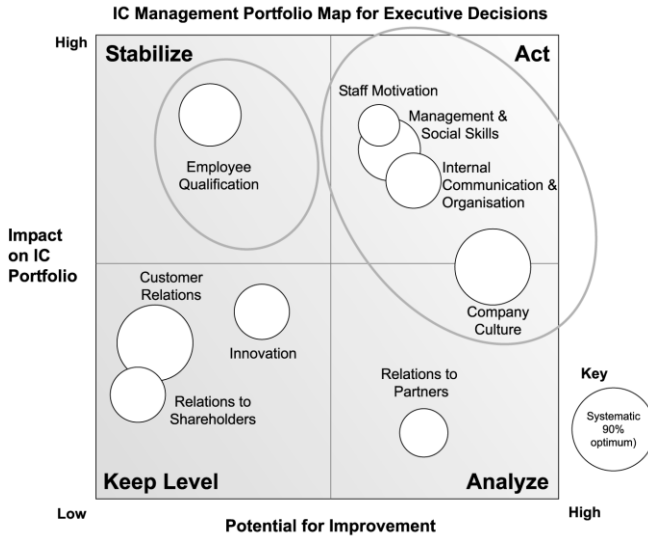 IC Management Portfolio Map for Executive Decisions
High
Stabilize
Act
Staff Motivation
Management &
Social Skills
Employee
Qualification
Internal
Communication &
Organisation
Impact
on IC
Portfolio
Customer
Relations
Innovation
Company
Culture
Relations to
Shareholders
Relations to
Partners
Key
Systematic
90%
optimum)
Keep Level
Analyze
Low
Potential for Improvement
High